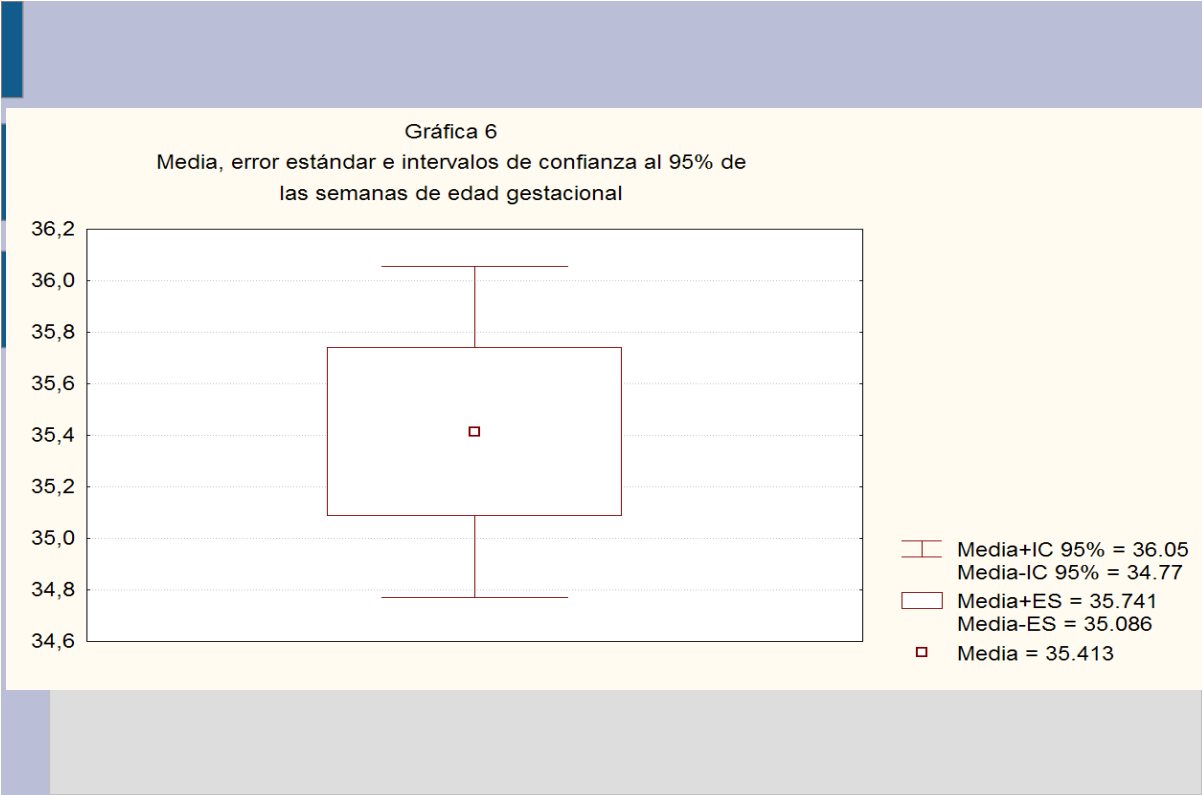 Gráfica 6
Media, error estándar e intervalos de confianza al 95% de
las semanas de edad gestacional
36,2
36,0
35,8
35,6
35,4
35,2
35,0
34,8
34,6
Media+IC 95% = 36.05
Media-IC 95% = 34.77
Media+ES = 35.741
Media-ES = 35.086
Media = 35.413